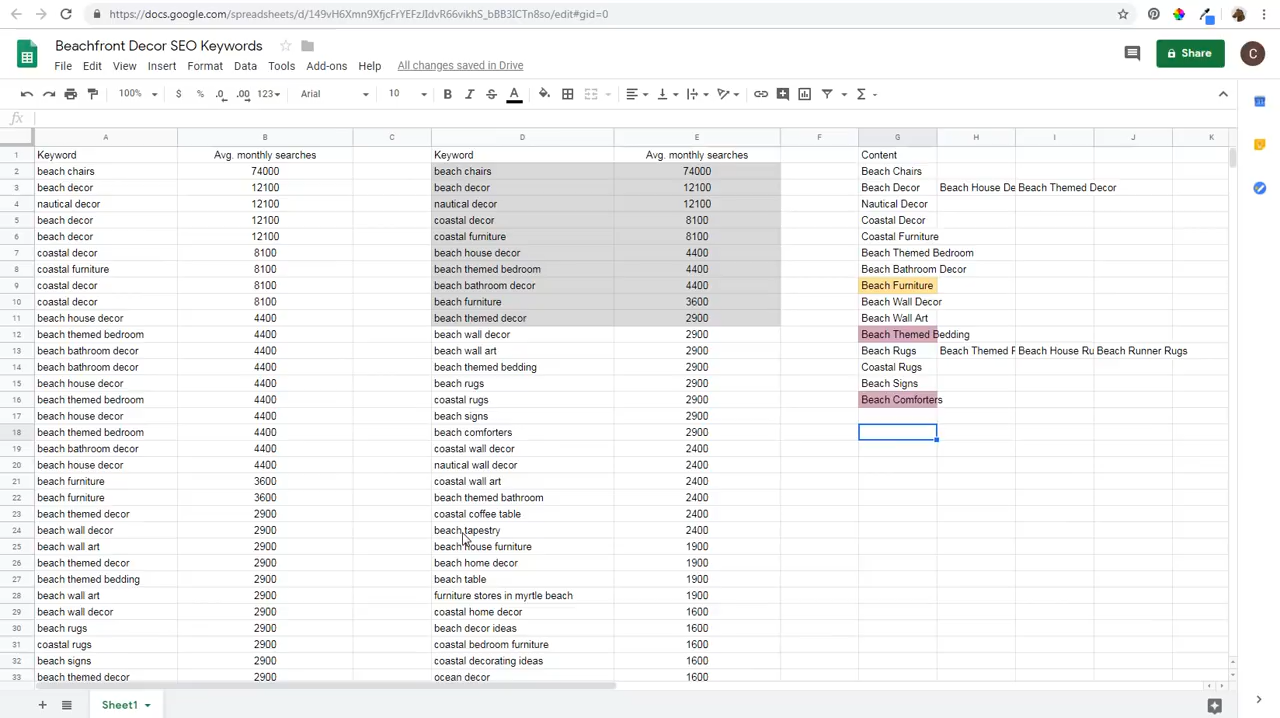 https://docs.google.com/spreadsheets/d/149vH6Xmn9XfjcFrYEFzJIdvR66vikhS_bBB3ICTn8so/edit#gid=0
Beachfront Decor SEO Keywords
File Edit View Insert Format Data Tools Add-ons Help All changes saved in Drive
Share
C
100% $ % .0 .00 123 Arial 10 B I S A
fx
A B C D E F G H I J K
1 Keyword Avg. monthly searches Keyword Avg. monthly searches Content
2 beach chairs 74000 beach chairs 74000 Beach Chairs
3 beach decor 12100 beach decor 12100 Beach Decor Beach House De Beach Themed Decor
4 nautical decor 12100 nautical decor 12100 Nautical Decor
5 beach decor 12100 coastal decor 8100 Coastal Decor
6 beach decor 12100 coastal furniture 8100 Coastal Furniture
7 coastal decor 8100 beach house decor 4400 Beach Themed Bedroom
8 coastal furniture 8100 beach themed bedroom 4400 Beach Bathroom Decor
9 coastal decor 8100 beach bathroom decor 4400 Beach Furniture
10 coastal decor 8100 beach furniture 3600 Beach Wall Decor
11 beach house decor 4400 beach themed decor 2900 Beach Wall Art
12 beach themed bedroom 4400 beach wall decor 2900 Beach Themed Bedding
13 beach bathroom decor 4400 beach wall art 2900 Beach Rugs Beach Themed F Beach House Ru Beach Runner Rugs
14 beach bathroom decor 4400 beach themed bedding 2900 Coastal Rugs
15 beach house decor 4400 beach rugs 2900 Beach Signs
16 beach themed bedroom 4400 coastal rugs 2900 Beach Comforters
17 beach house decor 4400 beach signs 2900
18 beach themed bedroom 4400 beach comforters 2900
19 beach bathroom decor 4400 coastal wall decor 2400
20 beach house decor 4400 nautical wall decor 2400
21 beach furniture 3600 coastal wall art 2400
22 beach furniture 3600 beach themed bathroom 2400
23 beach themed decor 2900 coastal coffee table 2400
24 beach wall decor 2900 beach tapestry 2400
25 beach wall art 2900 beach house furniture 1900
26 beach themed decor 2900 beach home decor 1900
27 beach themed bedding 2900 beach table 1900
28 beach wall art 2900 furniture stores in myrtle beach 1900
29 beach wall decor 2900 coastal home decor 1600
30 beach rugs 2900 beach decor ideas 1600
31 coastal rugs 2900 coastal bedroom furniture 1600
32 beach signs 2900 coastal decorating ideas 1600
33 beach themed decor 2900 ocean decor 1600
Sheet1